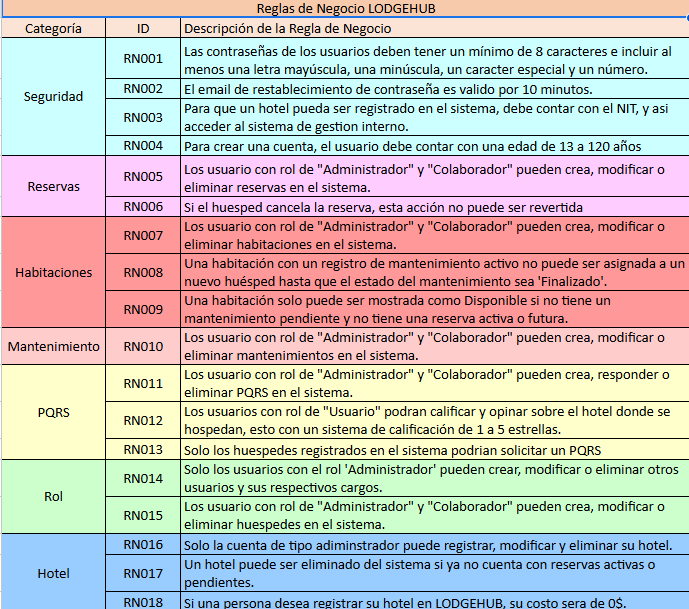 Reglas de Negocio LODGEHUB
Categoría ID Descripción de la Regla de Negocio
Seguridad
RN001 Las contraseñas de los usuarios deben tener un mínimo de 8 caracteres e incluir al
menos una letra mayúscula, una minúscula, un caracter especial y un número.
RN002 El email de restablecimiento de contraseña es valido por 10 minutos.
RN003 Para que un hotel pueda ser registrado en el sistema, debe contar con el NIT, y asi
acceder al sistema de gestion interno.
RN004 Para crear una cuenta, el usuario debe contar con una edad de 13 a 120 años
Reservas
RN005 Los usuario con rol de "Administrador" y "Colaborador" pueden crea, modificar o
eliminar reservas en el sistema.
RN006 Si el huesped cancela la reserva, esta acción no puede ser revertida
Habitaciones
RN007 Los usuario con rol de "Administrador" y "Colaborador" pueden crea, modificar o
eliminar habitaciones en el sistema.
RN008 Una habitación con un registro de mantenimiento activo no puede ser asignada a un
nuevo huésped hasta que el estado del mantenimiento sea 'Finalizado'.
RN009 Una habitación solo puede ser mostrada como Disponible si no tiene un
mantenimiento pendiente y no tiene una reserva activa o futura.
Mantenimiento
RN010 Los usuario con rol de "Administrador" y "Colaborador" pueden crea, modificar o
eliminar mantenimientos en el sistema.
PQRS
RN011 Los usuario con rol de "Administrador" y "Colaborador" pueden crea, responder o
eliminar PQRS en el sistema.
RN012 Los usuarios con rol de "Usuario" podran calificar y opinar sobre el hotel donde se
hospedan, esto con un sistema de calificación de 1 a 5 estrellas.
RN013 Solo los huespedes registrados en el sistema podrian solicitar un PQRS
Rol
RN014 Solo los usuarios con el rol 'Administrador' pueden crear, modificar o eliminar otros
usuarios y sus respectivos cargos.
RN015 Los usuario con rol de "Administrador" y "Colaborador" pueden crea, modificar o
eliminar huespedes en el sistema.
Hotel
RN016 Solo la cuenta de tipo adiminstrador puede registrar, modificar y eliminar su hotel.
RN017 Un hotel puede ser eliminado del sistema si ya no cuenta con reservas activas o
pendientes.
RN018 Si una persona desea registrar su hotel en LODGEHUB, su costo sera de 0$.